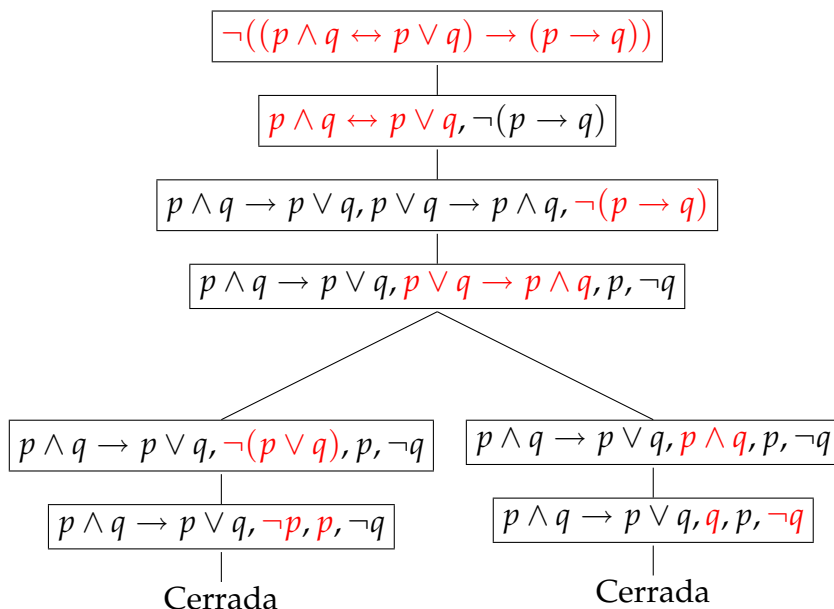 ¬((p ∧ q ↔ p ∨ q) → (p → q))
p ∧ q ↔ p ∨ q, ¬(p → q)
p ∧ q → p ∨ q, p ∨ q → p ∧ q, ¬(p → q)
p ∧ q → p ∨ q, p ∨ q → p ∧ q, p, ¬q
p ∧ q → p ∨ q, ¬(p ∨ q), p, ¬q
p ∧ q → p ∨ q, p ∧ q, p, ¬q
p ∧ q → p ∨ q, ¬p, p, ¬q
p ∧ q → p ∨ q, q, p, ¬q
Cerrada
Cerrada